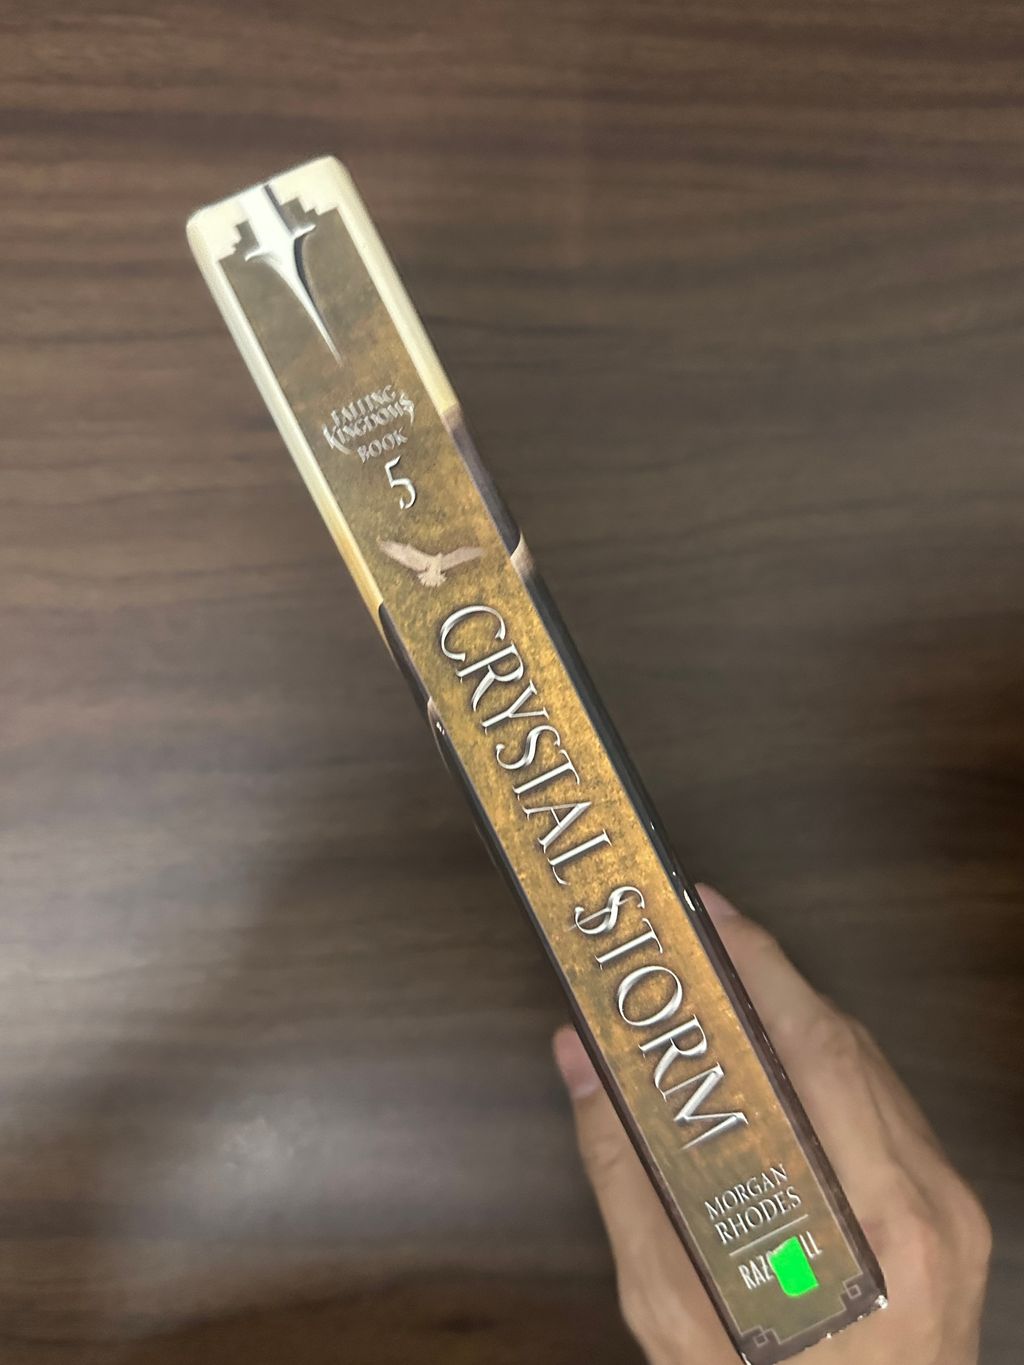 FALLING
KINGDOMS
BOOK
5
CRYSTAL STORM
MORGAN
RHODES